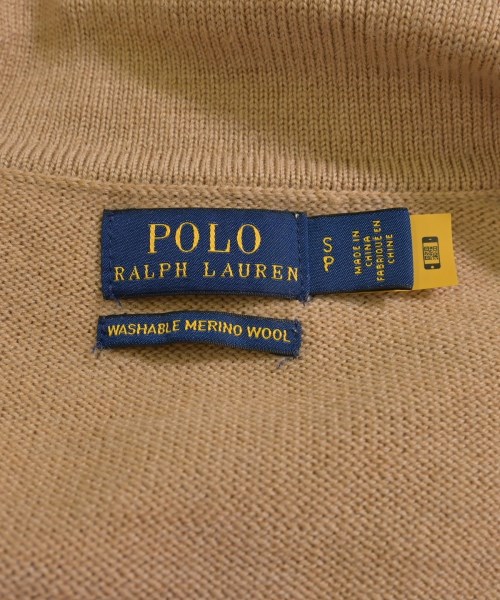 POLO
RALPH LAUREN
S
P
MADE IN
CHINA
FABRIQUÉ EN
CHINE
WASHABLE MERINO WOOL